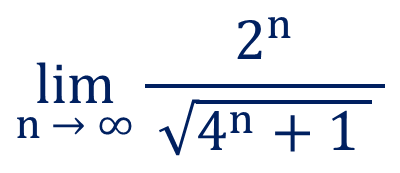 lim n → ∞ 2ⁿ / √(4ⁿ + 1)